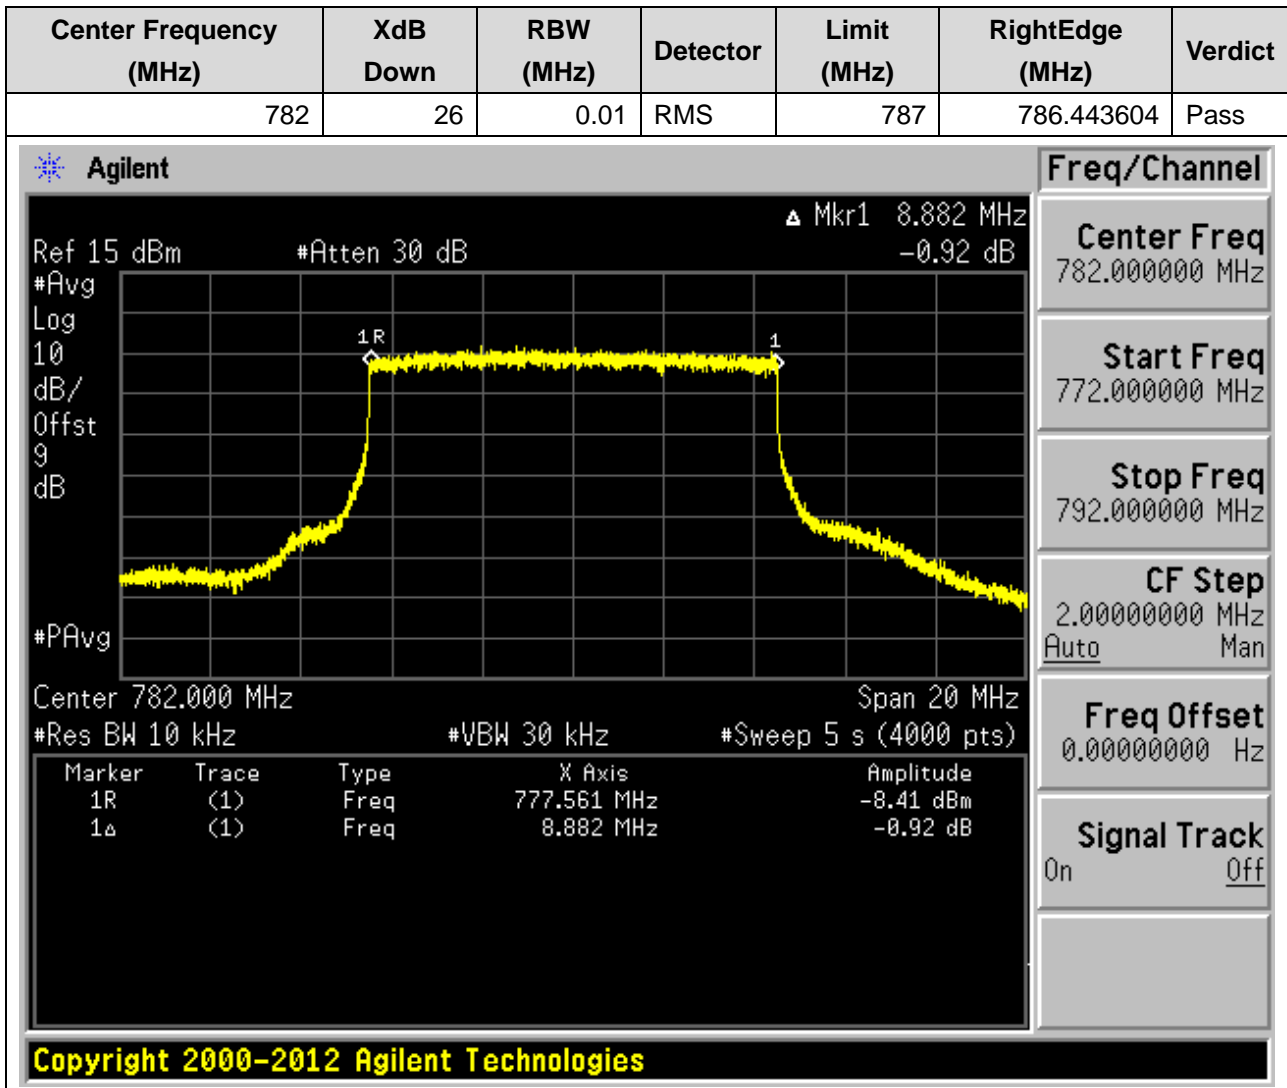 Center Frequency (MHz) XdB Down RBW (MHz) Detector Limit (MHz) RightEdge (MHz) Verdict
782 26 0.01 RMS 787 786.443604 Pass
Agilent
Freq/Channel
Δ Mkr1 8.882 MHz
Ref 15 dBm #Atten 30 dB -0.92 dB
#Avg
Log
10
dB/
Offst
9
dB
#PAvg
1R
1
Center 782.000 MHz Span 20 MHz
#Res BW 10 kHz #VBW 30 kHz #Sweep 5 s (4000 pts)
Marker Trace Type X Axis Amplitude
1R (1) Freq 777.561 MHz -8.41 dBm
1Δ (1) Freq 8.882 MHz -0.92 dB
Center Freq
782.000000 MHz
Start Freq
772.000000 MHz
Stop Freq
792.000000 MHz
CF Step
2.00000000 MHz
Auto Man
Freq Offset
0.00000000 Hz
Signal Track
On Off
Copyright 2000-2012 Agilent Technologies